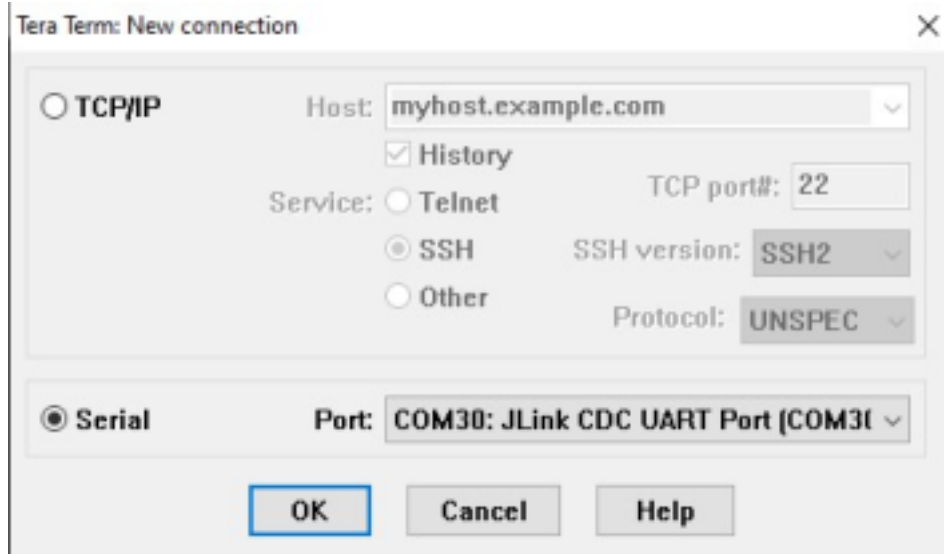 Tera Term: New connection
TCP/IP Host: myhost.example.com
History
Service: Telnet TCP port#: 22
SSH SSH version: SSH2
Other Protocol: UNSPEC
Serial Port: COM30: JLink CDC UART Port (COM30
OK Cancel Help